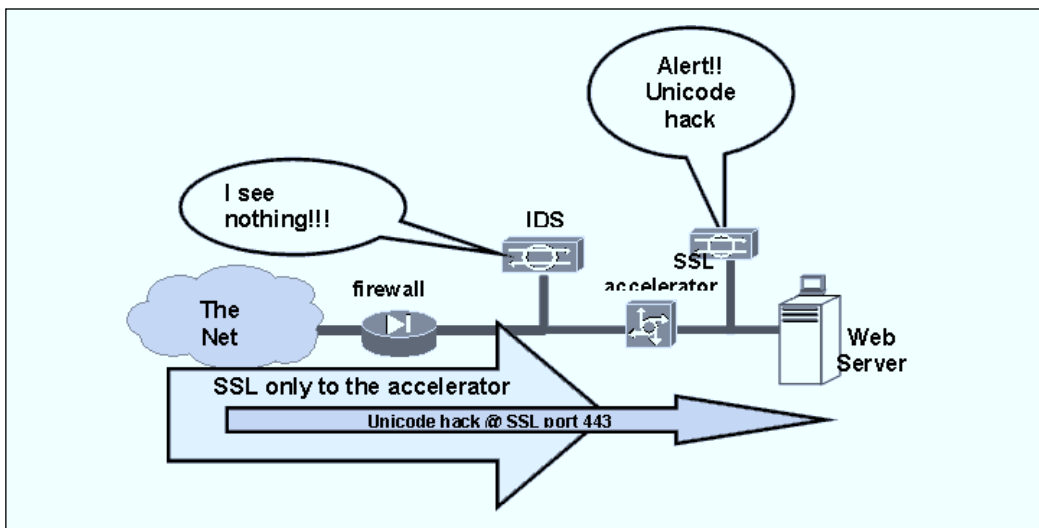 Alert!!
Unicode
hack
I see
nothing!!!
IDS
SSL
accelerator
firewall
The
Net
Web
Server
SSL only to the accelerator
Unicode hack @ SSL port 443